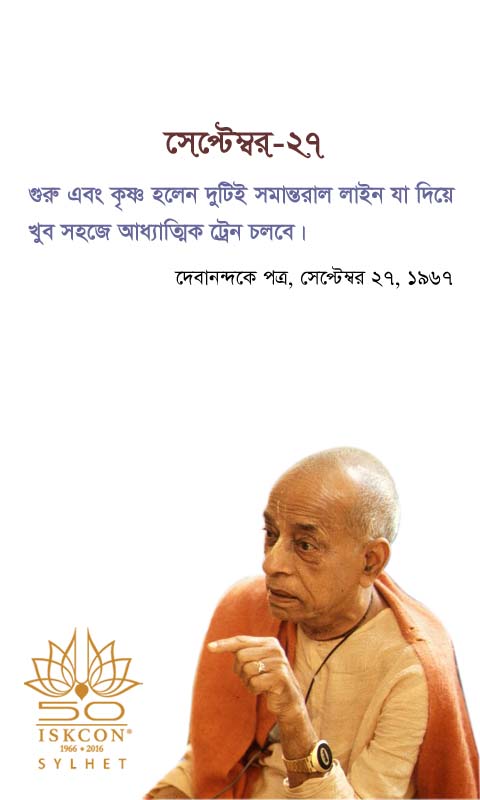 সেপ্টেম্বর-২৭
গুরু এবং কৃষ্ণ হলেন দুটিই সমান্তরাল লাইন যা দিয়ে
খুব সহজে আধ্যাত্মিক ট্রেন চলবে।
দেবানন্দকে পত্র, সেপ্টেম্বর ২৭, ১৯৬৭
50
ISKCON®
1966 • 2016
SYLHET